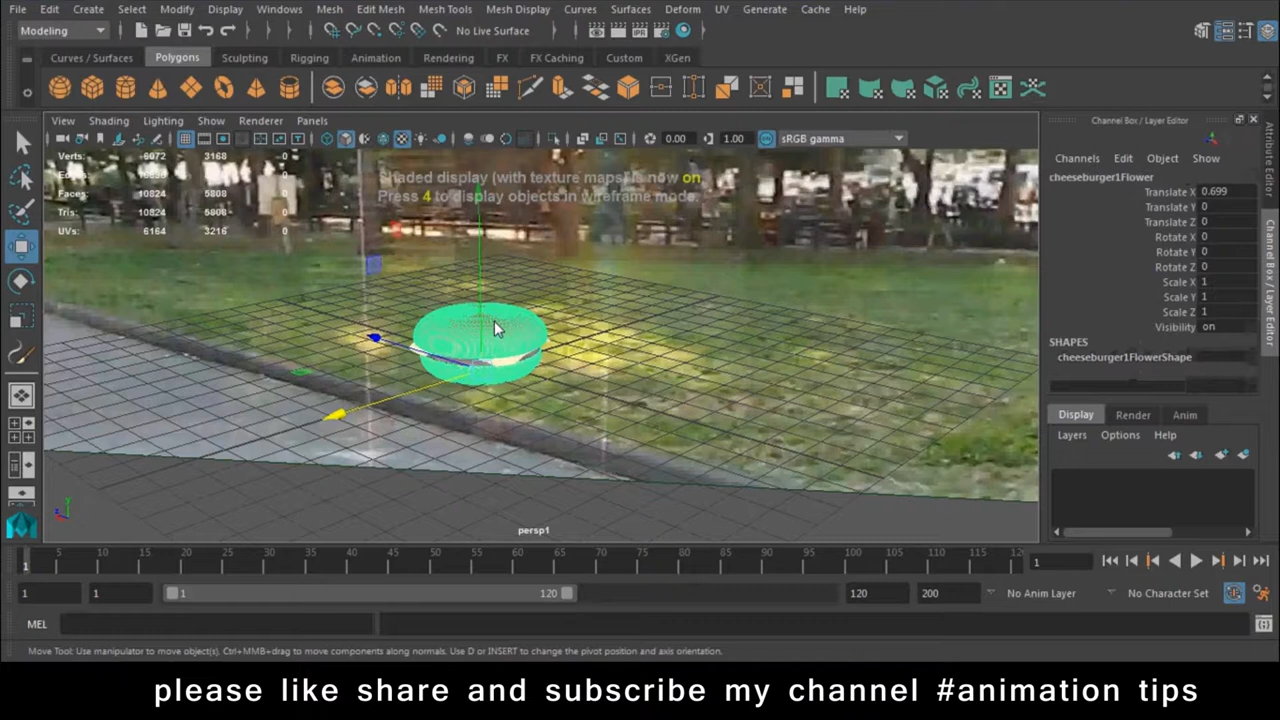 File Edit Create Select Modify Display Windows Mesh Edit Mesh Mesh Tools Mesh Display Curves Surfaces Deform UV Generate Cache Help
Modeling No Live Surface
Curves / Surfaces Polygons Sculpting Rigging Animation Rendering FX FX Caching Custom XGen
View Shading Lighting Show Renderer Panels
0.00 1.00 sRGB gamma
Verts: 6072 3168 0
Faces: 10824 5808 0
Tris: 10824 5808 0
UVs: 6164 3216 0
Shaded display (with texture maps) is now on.
Press 4 to display objects in wireframe mode.
persp1
Channel Box / Layer Editor
Channels Edit Object Show
cheeseburger1Flower
Translate X 0.699
Translate Y 0
Translate Z 0
Rotate X 0
Rotate Y 0
Rotate Z 0
Scale X 1
Scale Y 1
Scale Z 1
Visibility on
SHAPES
cheeseburger1FlowerShape
Display Render Anim
Layers Options Help
Attribute Editor
Channel Box / Layer Editor
5 10 15 20 25 30 35 40 45 50 55 60 65 70 75 80 85 90 95 100 105 110 115 12
1 1
1 1 1 120 120 200 No Anim Layer No Character Set
MEL
Move Tool: Use manipulator to move object(s). Ctrl+MMB+drag to move components along normals. Use D or INSERT to change the pivot position and axis orientation.
please like share and subscribe my channel #animation tips